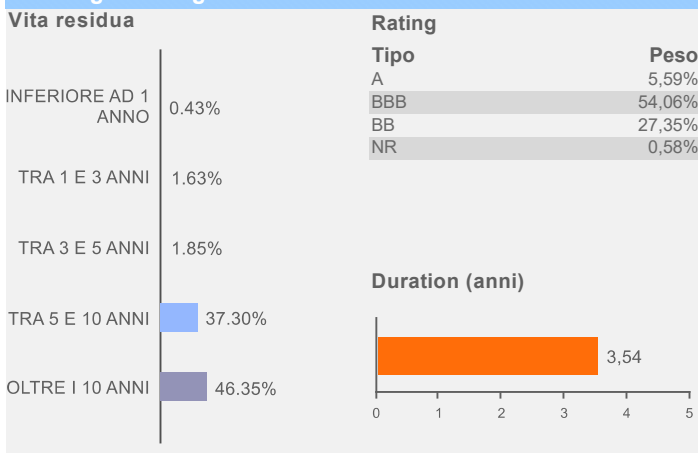 Vita residua
INFERIORE AD 1
ANNO
0.43%
TRA 1 E 3 ANNI
1.63%
TRA 3 E 5 ANNI
1.85%
TRA 5 E 10 ANNI
37.30%
OLTRE I 10 ANNI
46.35%
Rating
Tipo Peso
A 5,59%
BBB 54,06%
BB 27,35%
NR 0,58%
Duration (anni)
3,54
0 1 2 3 4 5